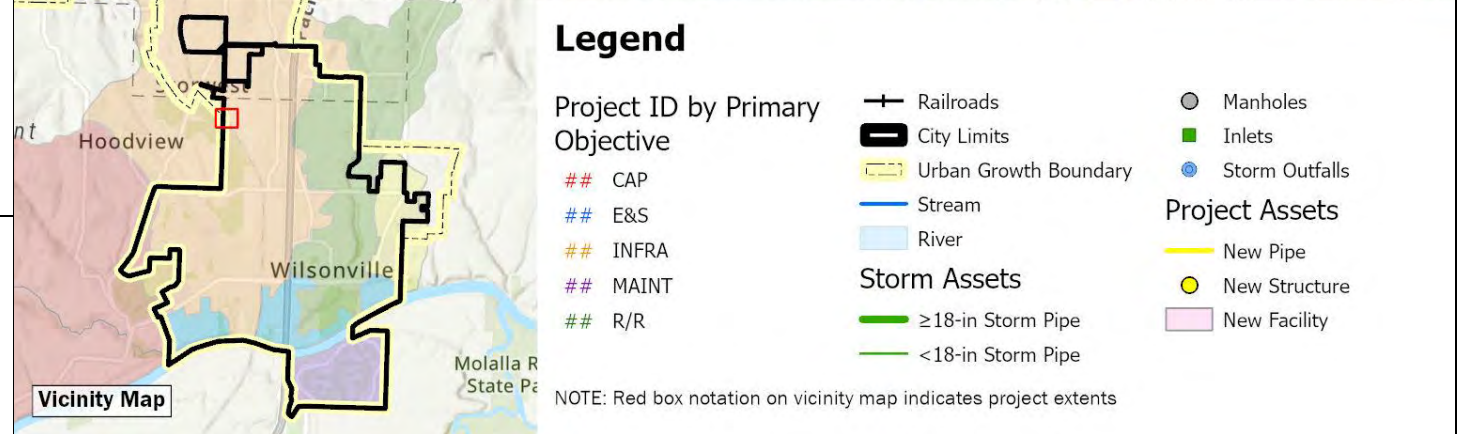 nt
Hoodview
Wilsonville
Molalla R
State Pa
Vicinity Map
Legend
Project ID by Primary
Objective
## CAP
## E&S
## INFRA
## MAINT
## R/R
Railroads
City Limits
Urban Growth Boundary
Stream
River
Storm Assets
≥18-in Storm Pipe
<18-in Storm Pipe
Manholes
Inlets
Storm Outfalls
Project Assets
New Pipe
New Structure
New Facility
NOTE: Red box notation on vicinity map indicates project extents